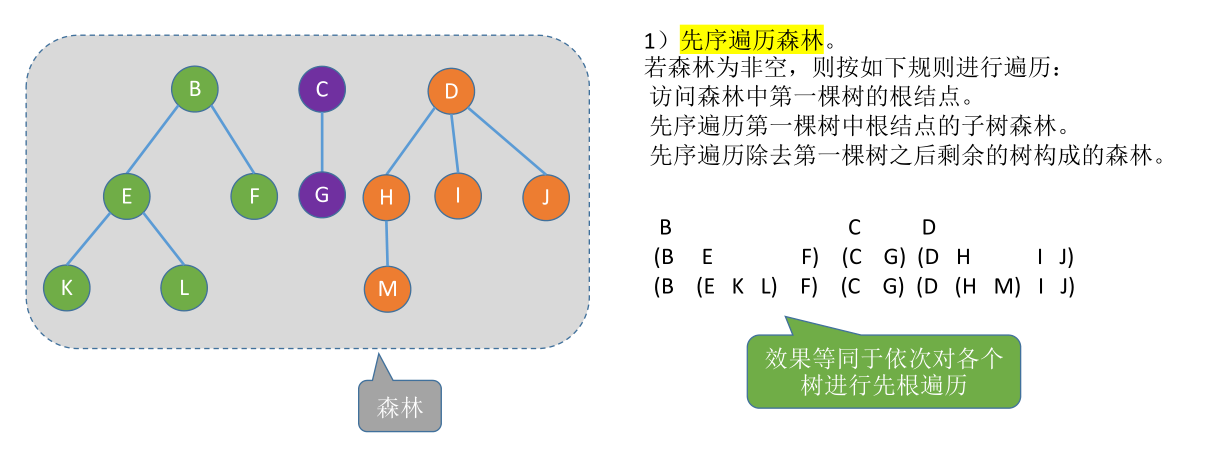 B C D
E F G H I J
K L M
森林
1）先序遍历森林。
若森林为非空，则按如下规则进行遍历：
访问森林中第一棵树的根结点。
先序遍历第一棵树中根结点的子树森林。
先序遍历除去第一棵树之后剩余的树构成的森林。
B C D
(B E F) (C G) (D H I J)
(B (E K L) F) (C G) (D (H M) I J)
效果等同于依次对各个
树进行先根遍历